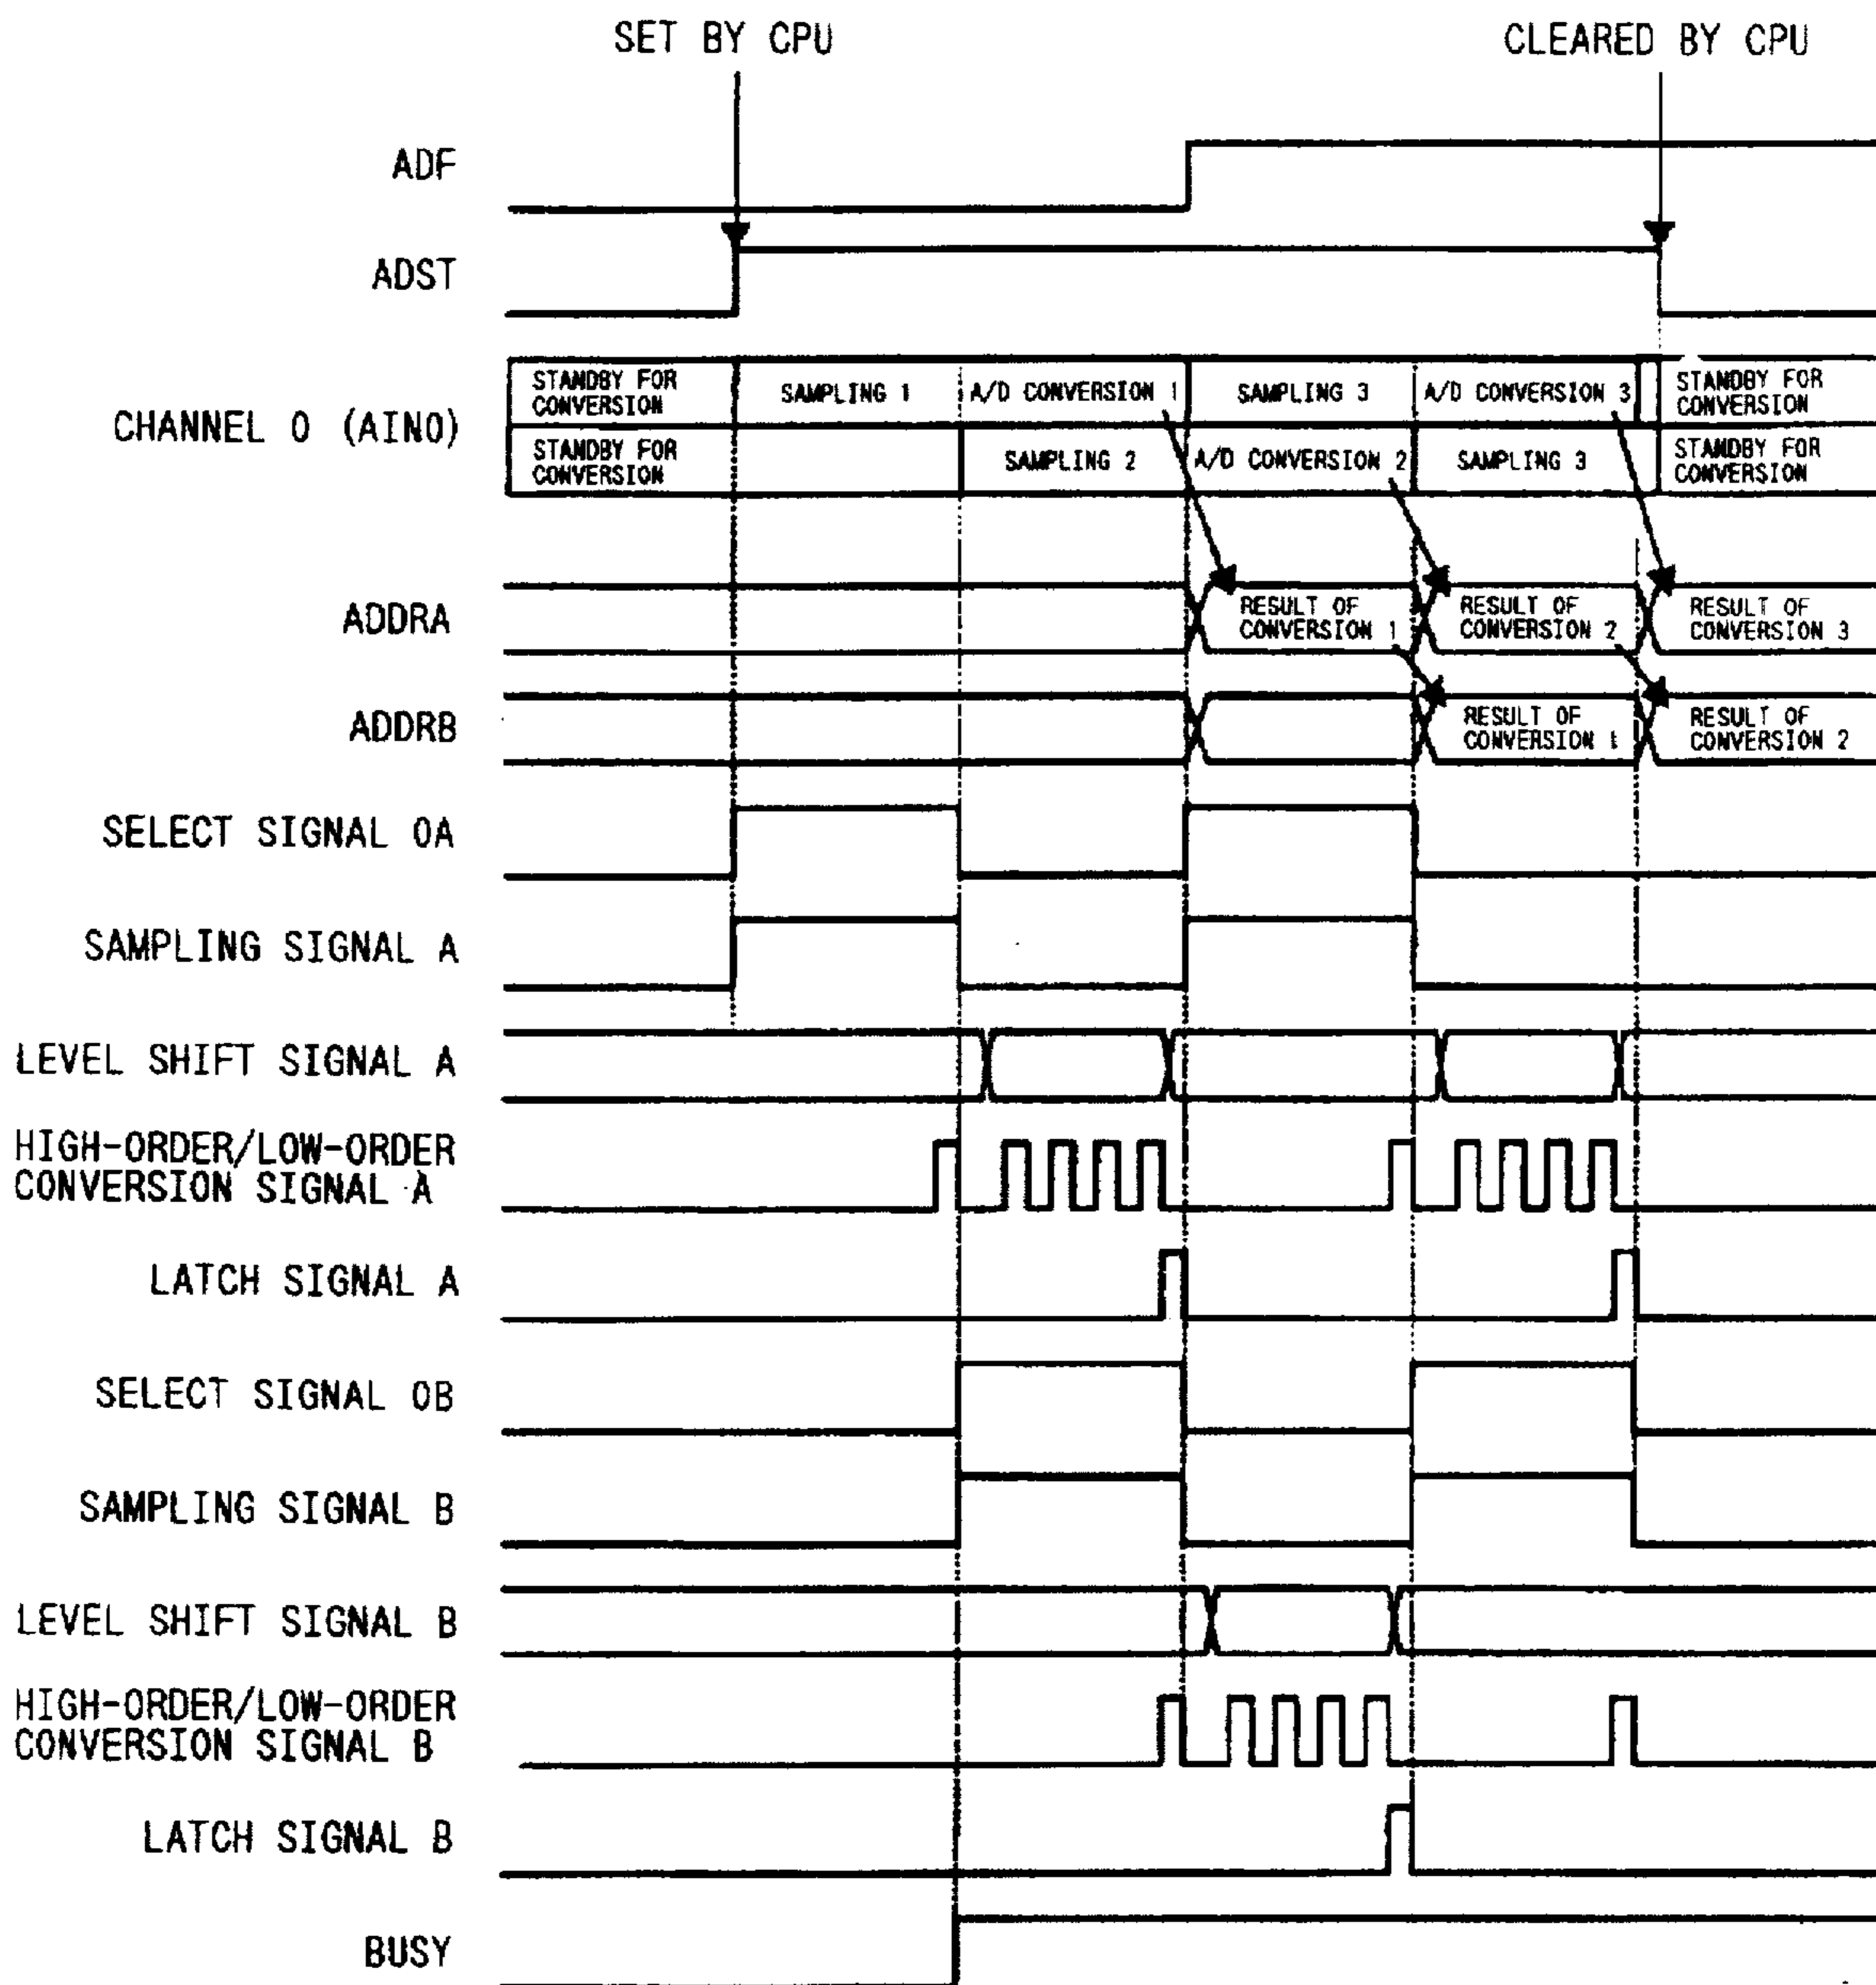 SET BY CPU
CLEARED BY CPU
ADF
ADST
CHANNEL 0 (AIN0)
STANDBY FOR
CONVERSION
SAMPLING 1
A/D CONVERSION 1
SAMPLING 3
A/D CONVERSION 3
STANDBY FOR
CONVERSION
STANDBY FOR
CONVERSION
SAMPLING 2
A/D CONVERSION 2
SAMPLING 3
STANDBY FOR
CONVERSION
ADDRA
RESULT OF
CONVERSION 1
RESULT OF
CONVERSION 2
RESULT OF
CONVERSION 3
ADDRB
RESULT OF
CONVERSION 1
RESULT OF
CONVERSION 2
SELECT SIGNAL 0A
SAMPLING SIGNAL A
LEVEL SHIFT SIGNAL A
HIGH-ORDER/LOW-ORDER
CONVERSION SIGNAL A
LATCH SIGNAL A
SELECT SIGNAL 0B
SAMPLING SIGNAL B
LEVEL SHIFT SIGNAL B
HIGH-ORDER/LOW-ORDER
CONVERSION SIGNAL B
LATCH SIGNAL B
BUSY